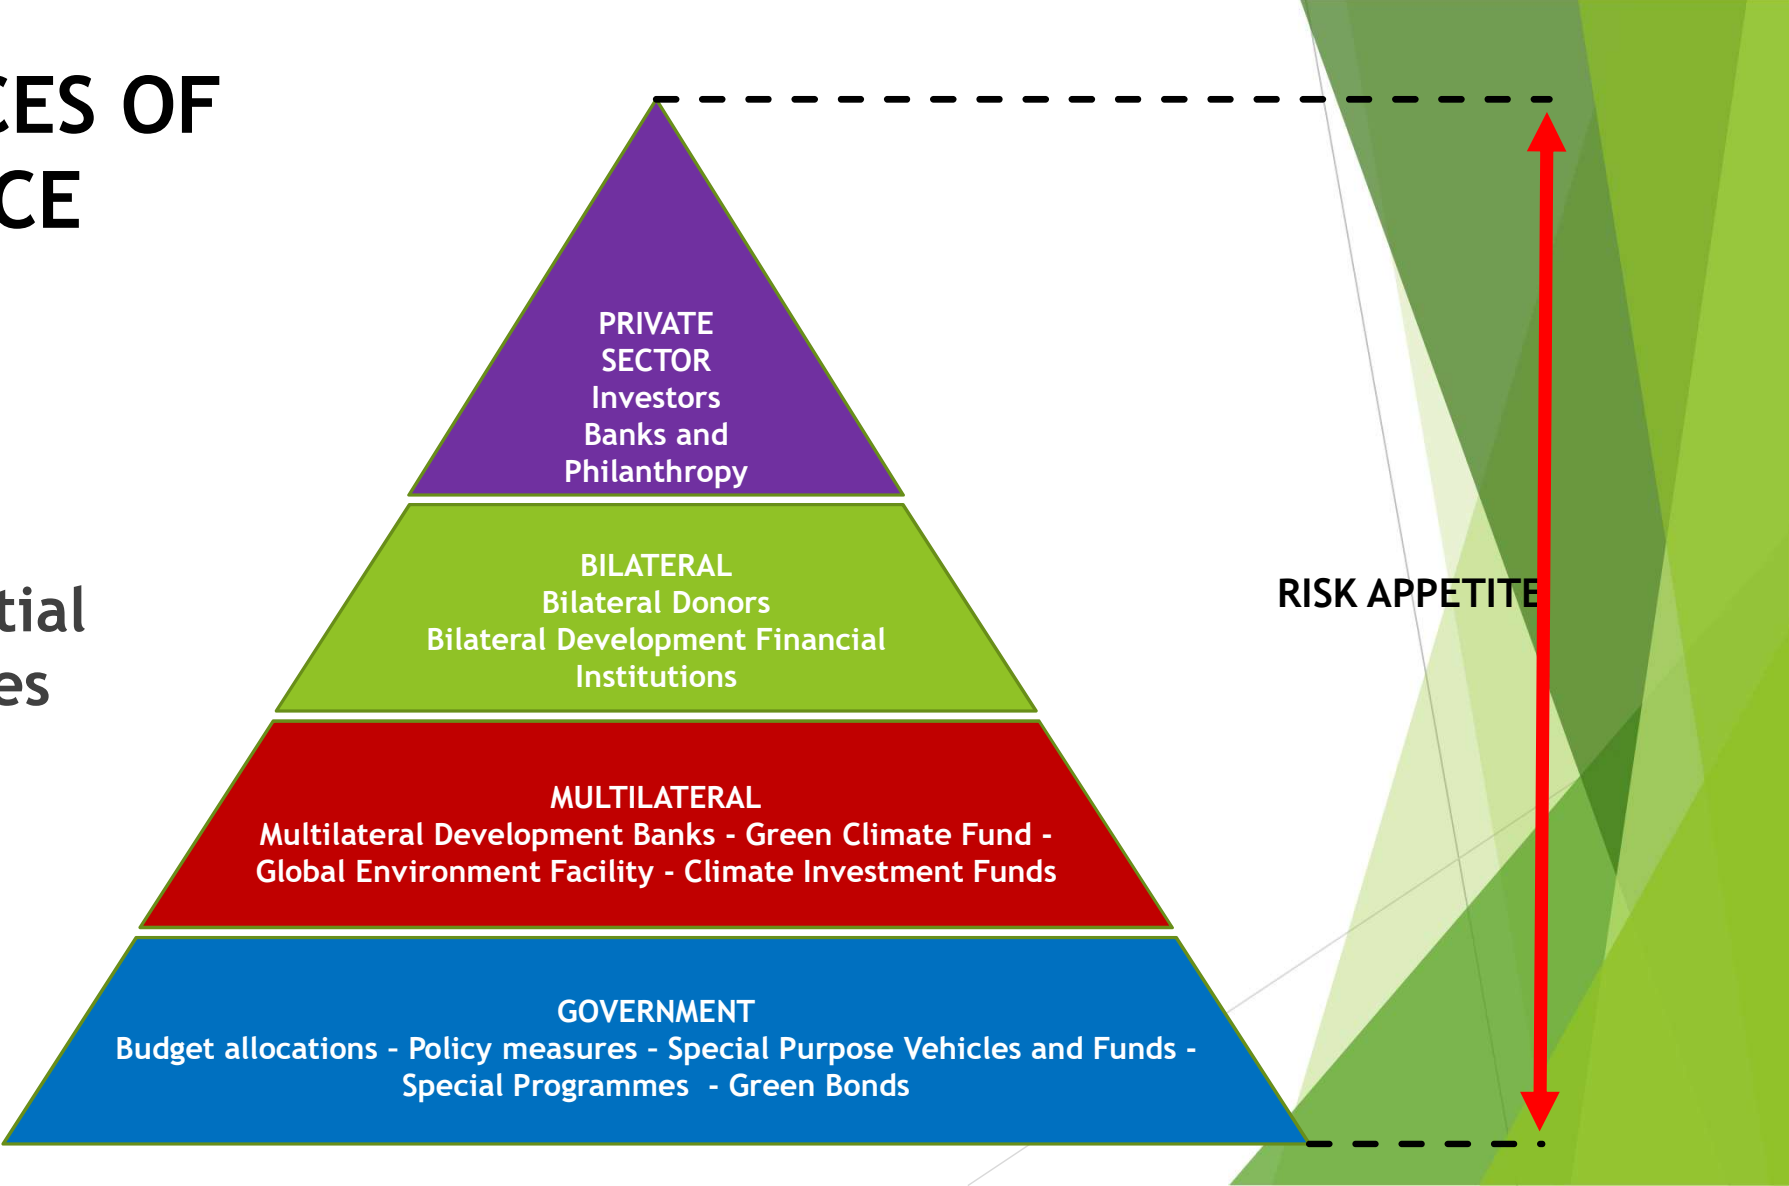 CES OF
CE
tial
es
PRIVATE
SECTOR
Investors
Banks and
Philanthropy
BILATERAL
Bilateral Donors
Bilateral Development Financial
Institutions
MULTILATERAL
Multilateral Development Banks - Green Climate Fund -
Global Environment Facility - Climate Investment Funds
GOVERNMENT
Budget allocations – Policy measures – Special Purpose Vehicles and Funds -
Special Programmes - Green Bonds
RISK APPETITE